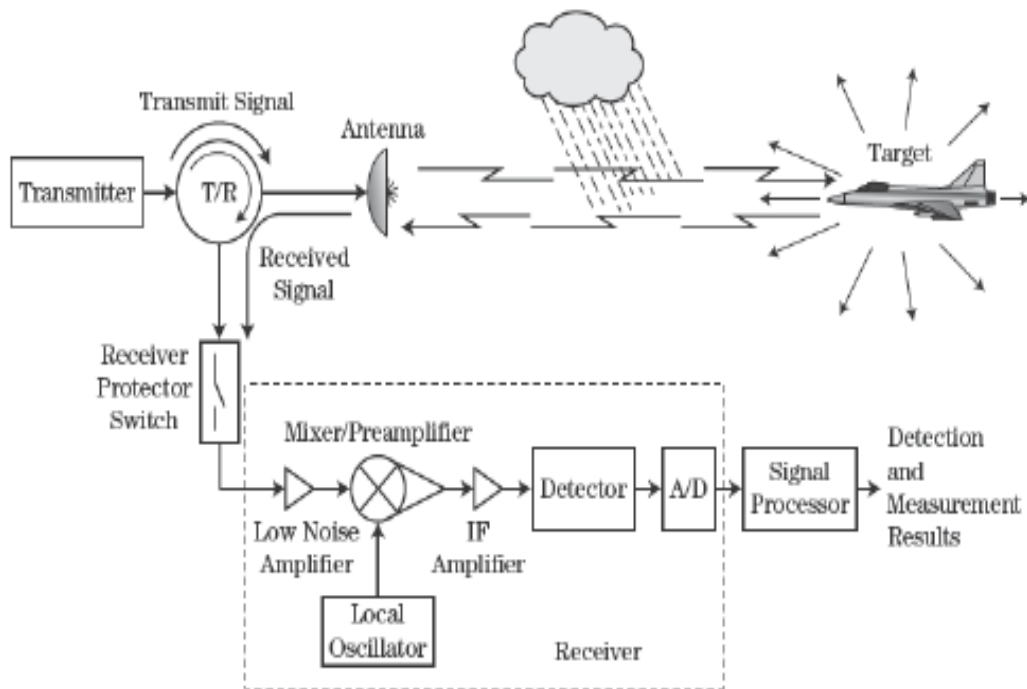 Transmit Signal
Antenna
Target
Transmitter
T/R
Received
Signal
Receiver
Protector
Switch
Mixer/Preamplifier
Detection
and
Measurement
Results
Detector
A/D
Signal
Processor
Low Noise
Amplifier
IF
Amplifier
Local
Oscillator
Receiver